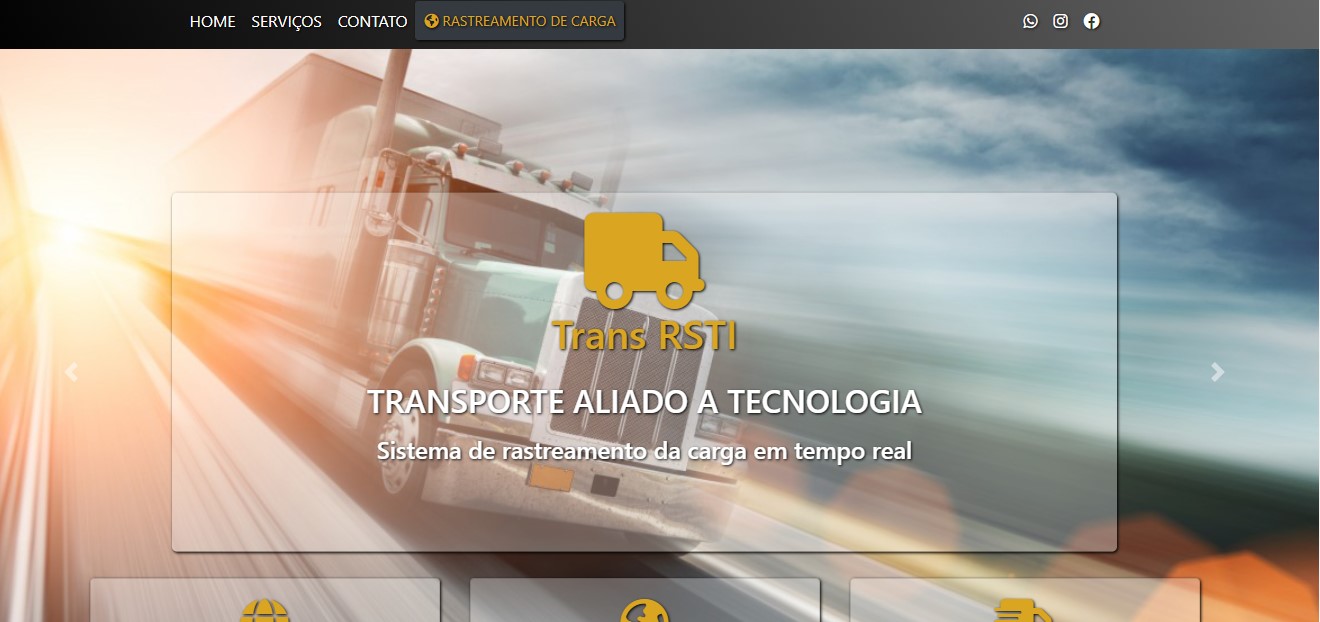 HOME SERVIÇOS CONTATO RASTREAMENTO DE CARGA
Trans RSTI
TRANSPORTE ALIADO A TECNOLOGIA
Sistema de rastreamento da carga em tempo real